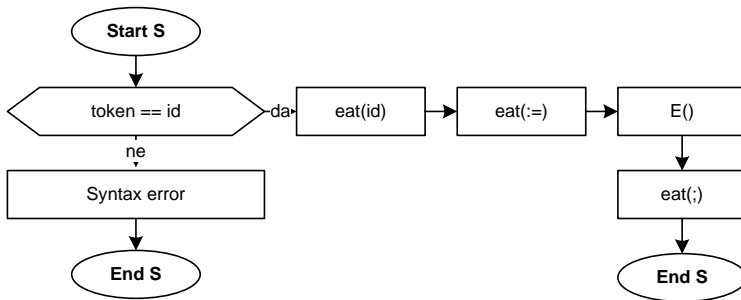 Start S
token == id
da
eat(id)
eat(:=)
E()
ne
Syntax error
eat(;)
End S
End S